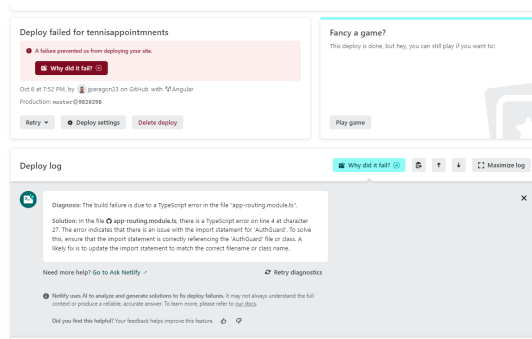 Deploy failed for tennisappointmnents
A failure prevented us from deploying your site.
Why did it fail?
Oct 8 at 7:52 PM, by jperagon23 on GitHub with Angular
Production: master@9820298
Retry
Deploy settings
Delete deploy
Fancy a game?
This deploy is done, but hey, you can still play if you want to!
Play game
Deploy log
Why did it fail?
Maximize log
Diagnosis: The build failure is due to a TypeScript error in the file "app-routing.module.ts".
Solution: In the file app-routing.module.ts, there is a TypeScript error on line 4 at character
27. The error indicates that there is an issue with the import statement for 'AuthGuard'. To solve
this, ensure that the import statement is correctly referencing the 'AuthGuard' file or class. A
likely fix is to update the import statement to match the correct filename or class name.
Need more help? Go to Ask Netlify
Retry diagnostics
Netlify uses AI to analyze and generate solutions to fix deploy failures. It may not always understand the full
context or produce a reliable, accurate answer. To learn more, please refer to our docs.
Did you find this helpful? Your feedback helps improve this feature.